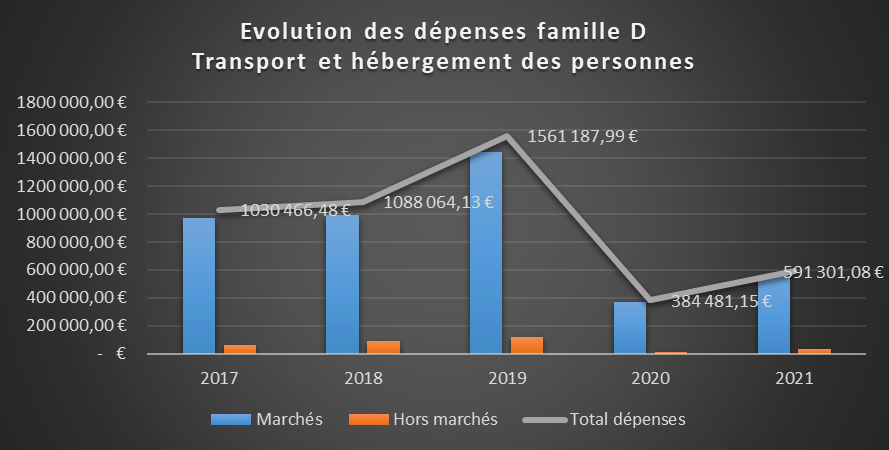 Evolution des dépenses famille D
Transport et hébergement des personnes
1800 000,00 €
1600 000,00 €
1400 000,00 €
1200 000,00 €
1000 000,00 €
800 000,00 €
600 000,00 €
400 000,00 €
200 000,00 €
- €
1030 466,48 €
1088 064,13 €
1561 187,99 €
384 481,15 €
591 301,08 €
2017 2018 2019 2020 2021
Marchés Hors marchés Total dépenses